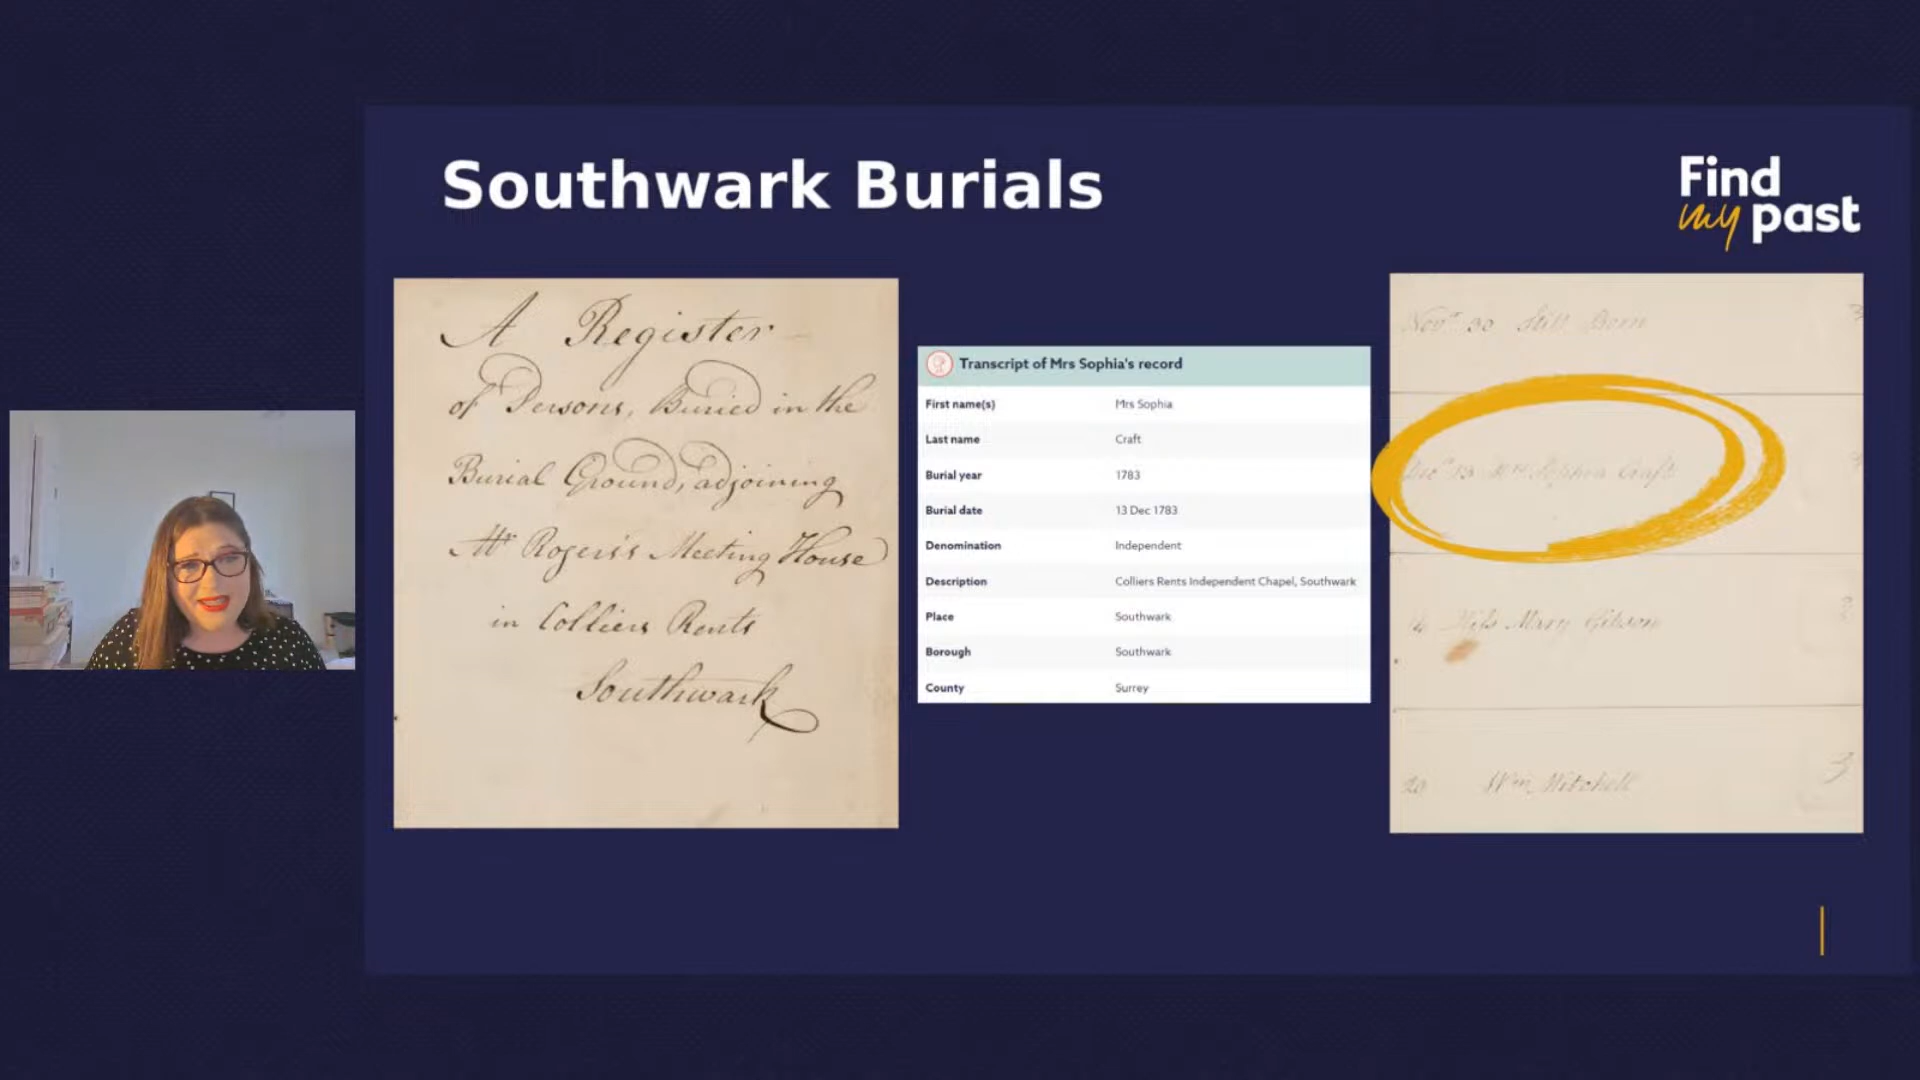 Southwark Burials
Find
my past
A Register
of Persons, Buried in the
Burial Ground, adjoining
Mr Rogers's Meeting House
in Colliers Rents
Southwark
Transcript of Mrs Sophia's record
First name(s) Mrs Sophia
Last name Craft
Burial year 1783
Burial date 13 Dec 1783
Denomination Independent
Description Colliers Rents Independent Chapel, Southwark
Place Southwark
Borough Southwark
County Surrey
Novr 30 Still Born 3
Decr 13 Mrs Sophia Craft
14 Miss Mary Gibson
20 Wm Mitchell 3